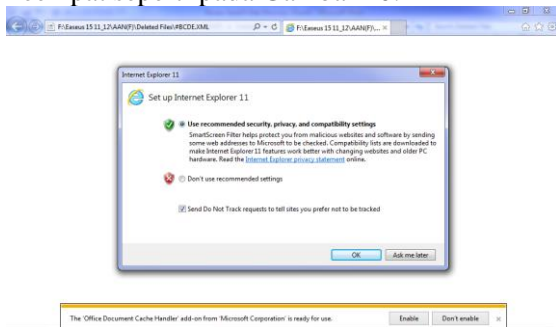 F:\Easeus 15 11_12\AAN(F)\Deleted Files\#BCDE.XML
F:\Easeus 15 11_12\AAN(F)\...
Internet Explorer 11
Set up Internet Explorer 11
Use recommended security, privacy, and compatibility settings
SmartScreen Filter helps protect you from malicious websites and software by sending
some web addresses to Microsoft to be checked. Compatibility lists are downloaded to
make Internet Explorer 11 features work better with changing websites and older PC
hardware. Read the Internet Explorer privacy statement online.
Don't use recommended settings
Send Do Not Track requests to tell sites you prefer not to be tracked
OK Ask me later
The 'Office Document Cache Handler' add-on from 'Microsoft Corporation' is ready for use. Enable Don't enable